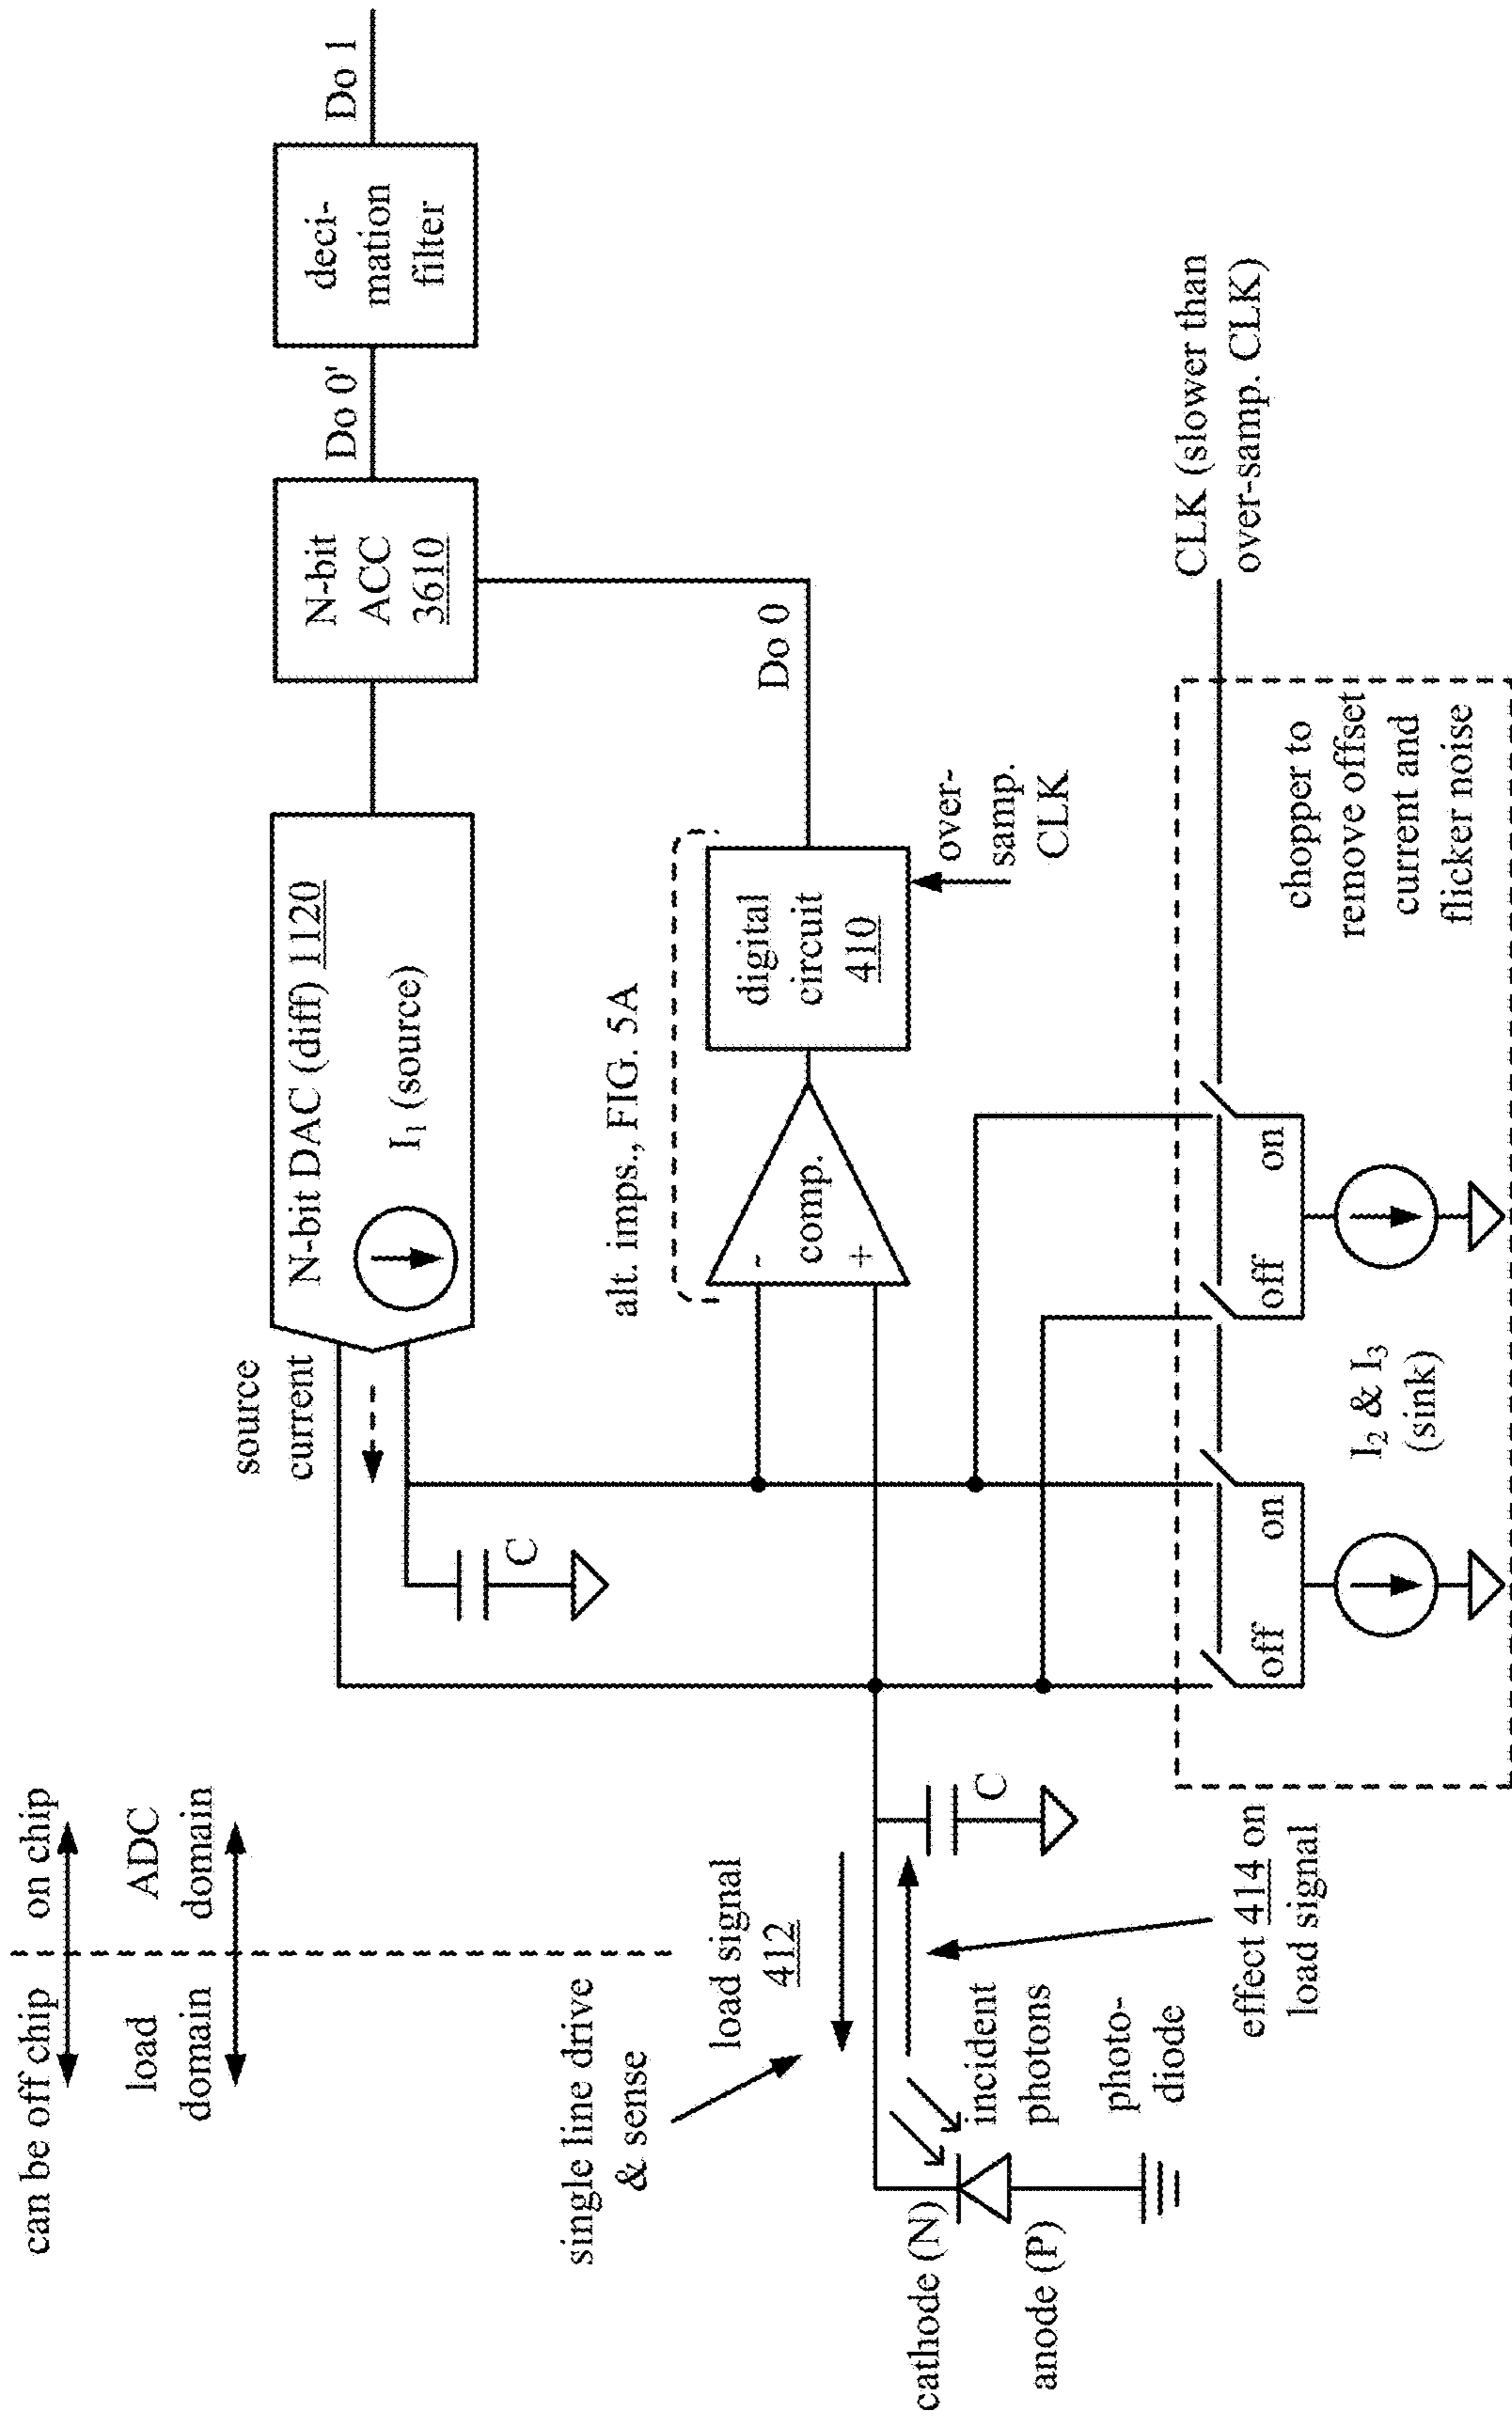 can be off chip
on chip
load
domain
ADC
domain
source
current
N-bit DAC (diff) 1120
I₁ (source)
N-bit
ACC
3610
Do 0'
deci-
mation
filter
Do 1
C
alt. imps., FIG. 5A
-
+
comp.
digital
circuit
410
Do 0
over-
samp.
CLK
single line drive
& sense
load signal
412
C
incident
photons
photo-
diode
cathode (N)
anode (P)
effect 414 on
load signal
CLK (slower than
over-samp. CLK)
off
on
off
on
I₂ & I₃
(sink)
chopper to
remove offset
current and
flicker noise